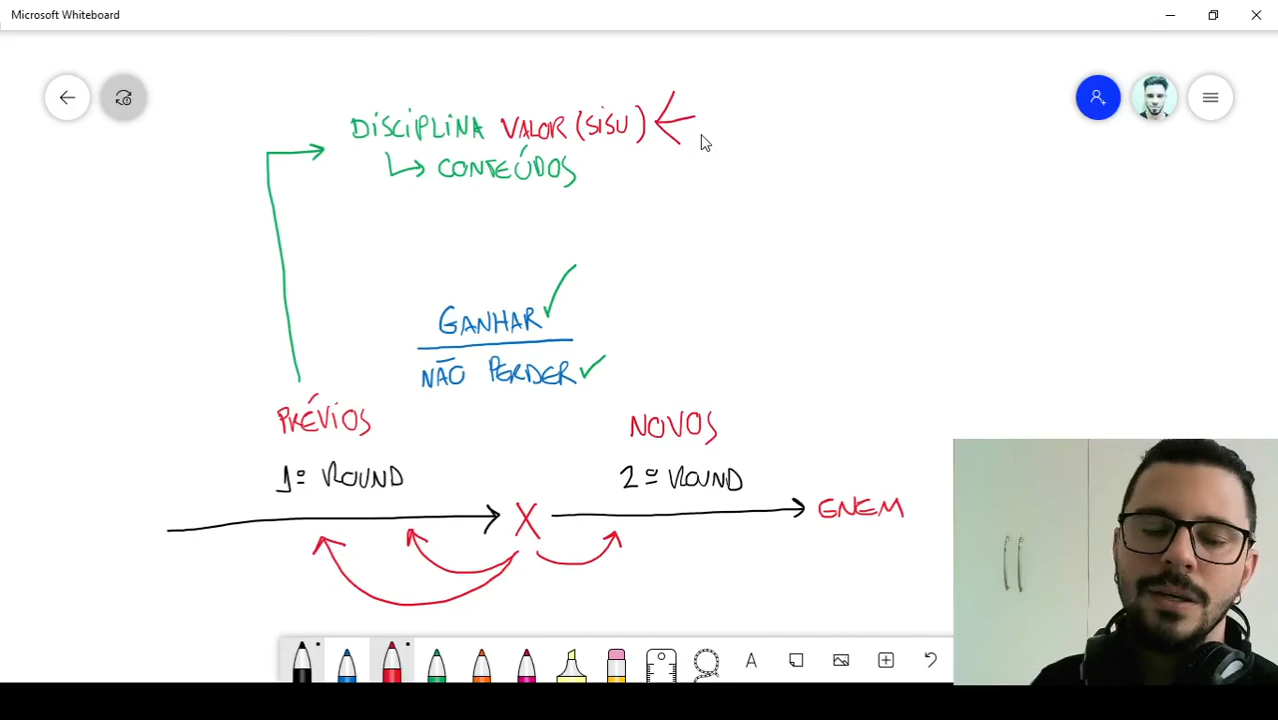 Microsoft Whiteboard
DISCIPLINA VALOR (SISU)
CONTEÚDOS
GANHAR
NÃO PERDER
PRÉVIOS
NOVOS
1º ROUND
2º ROUND
X
ENEM
A